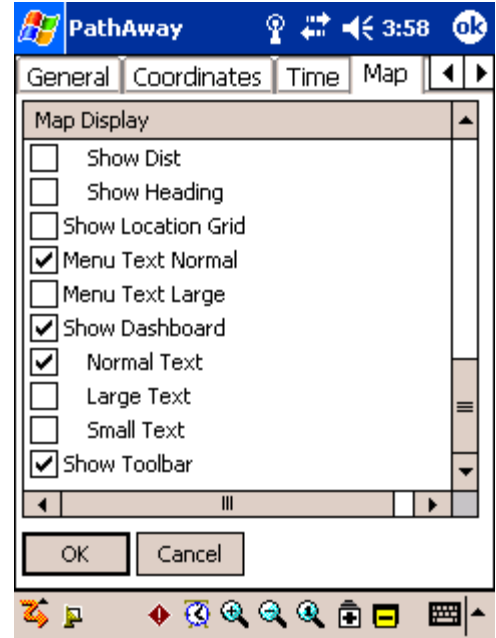 PathAway 3:58 ok
General Coordinates Time Map
Map Display
Show Dist
Show Heading
Show Location Grid
Menu Text Normal
Menu Text Large
Show Dashboard
Normal Text
Large Text
Small Text
Show Toolbar
OK Cancel